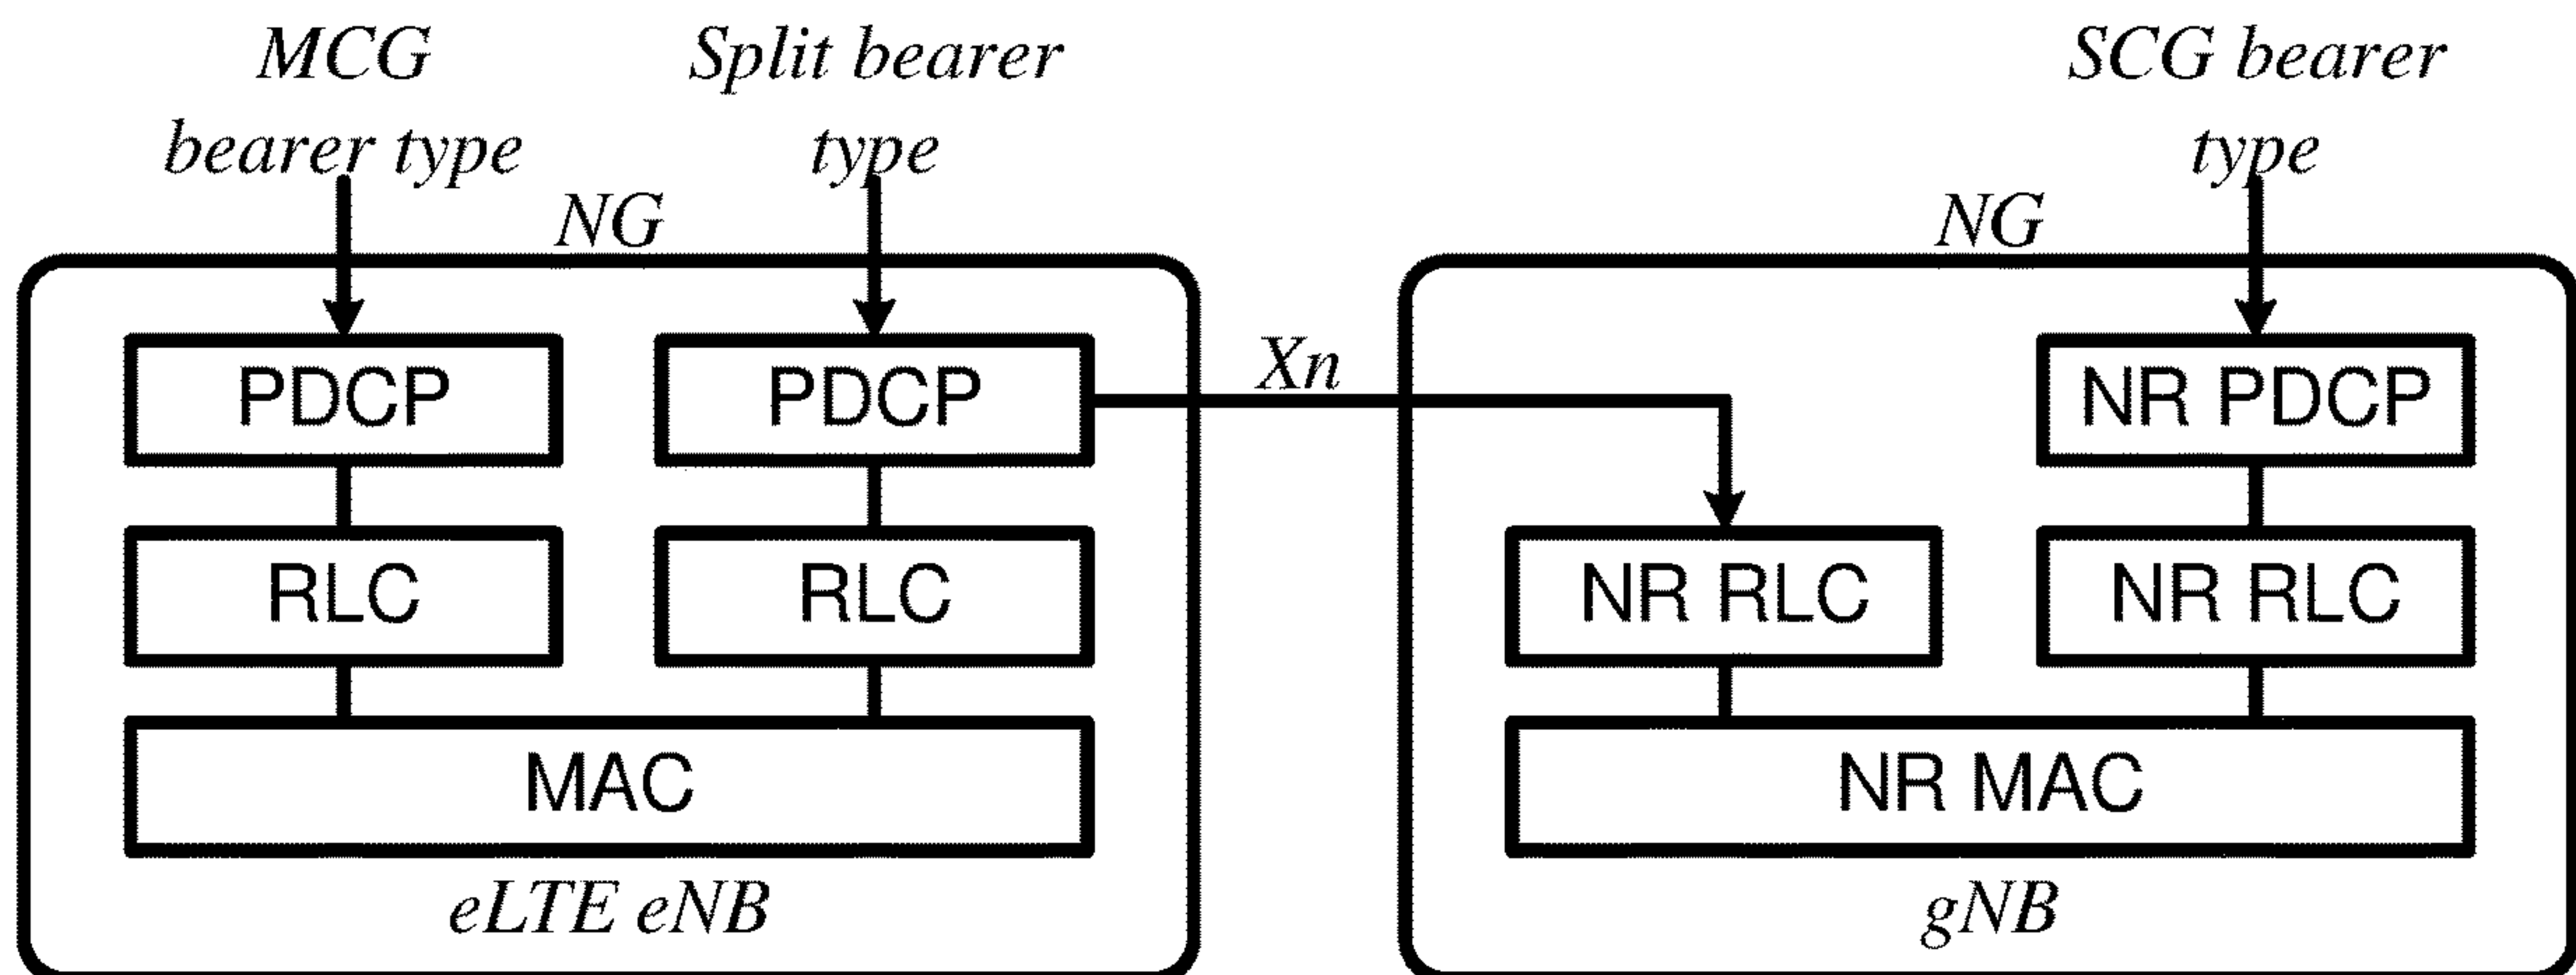 MCG
bearer type
Split bearer
type
SCG bearer
type
NG
NG
Xn
PDCP
PDCP
NR PDCP
RLC
RLC
NR RLC
NR RLC
MAC
NR MAC
eLTE eNB
gNB